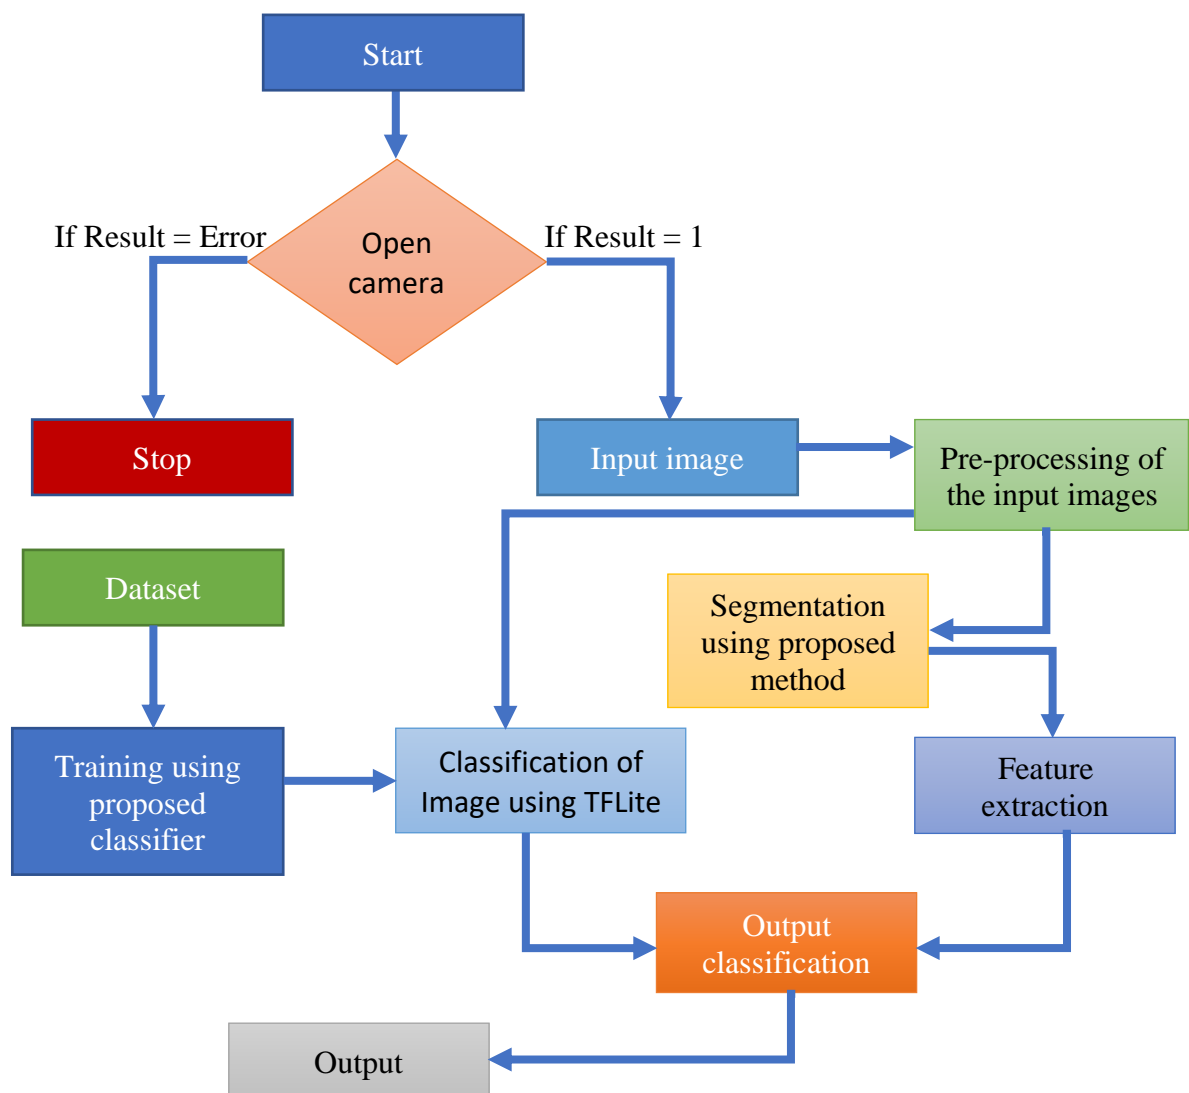 Start
If Result = Error
Open
camera
If Result = 1
Stop
Input image
Pre-processing of
the input images
Dataset
Segmentation
using proposed
method
Training using
proposed
classifier
Classification of
Image using TFLite
Feature
extraction
Output
classification
Output